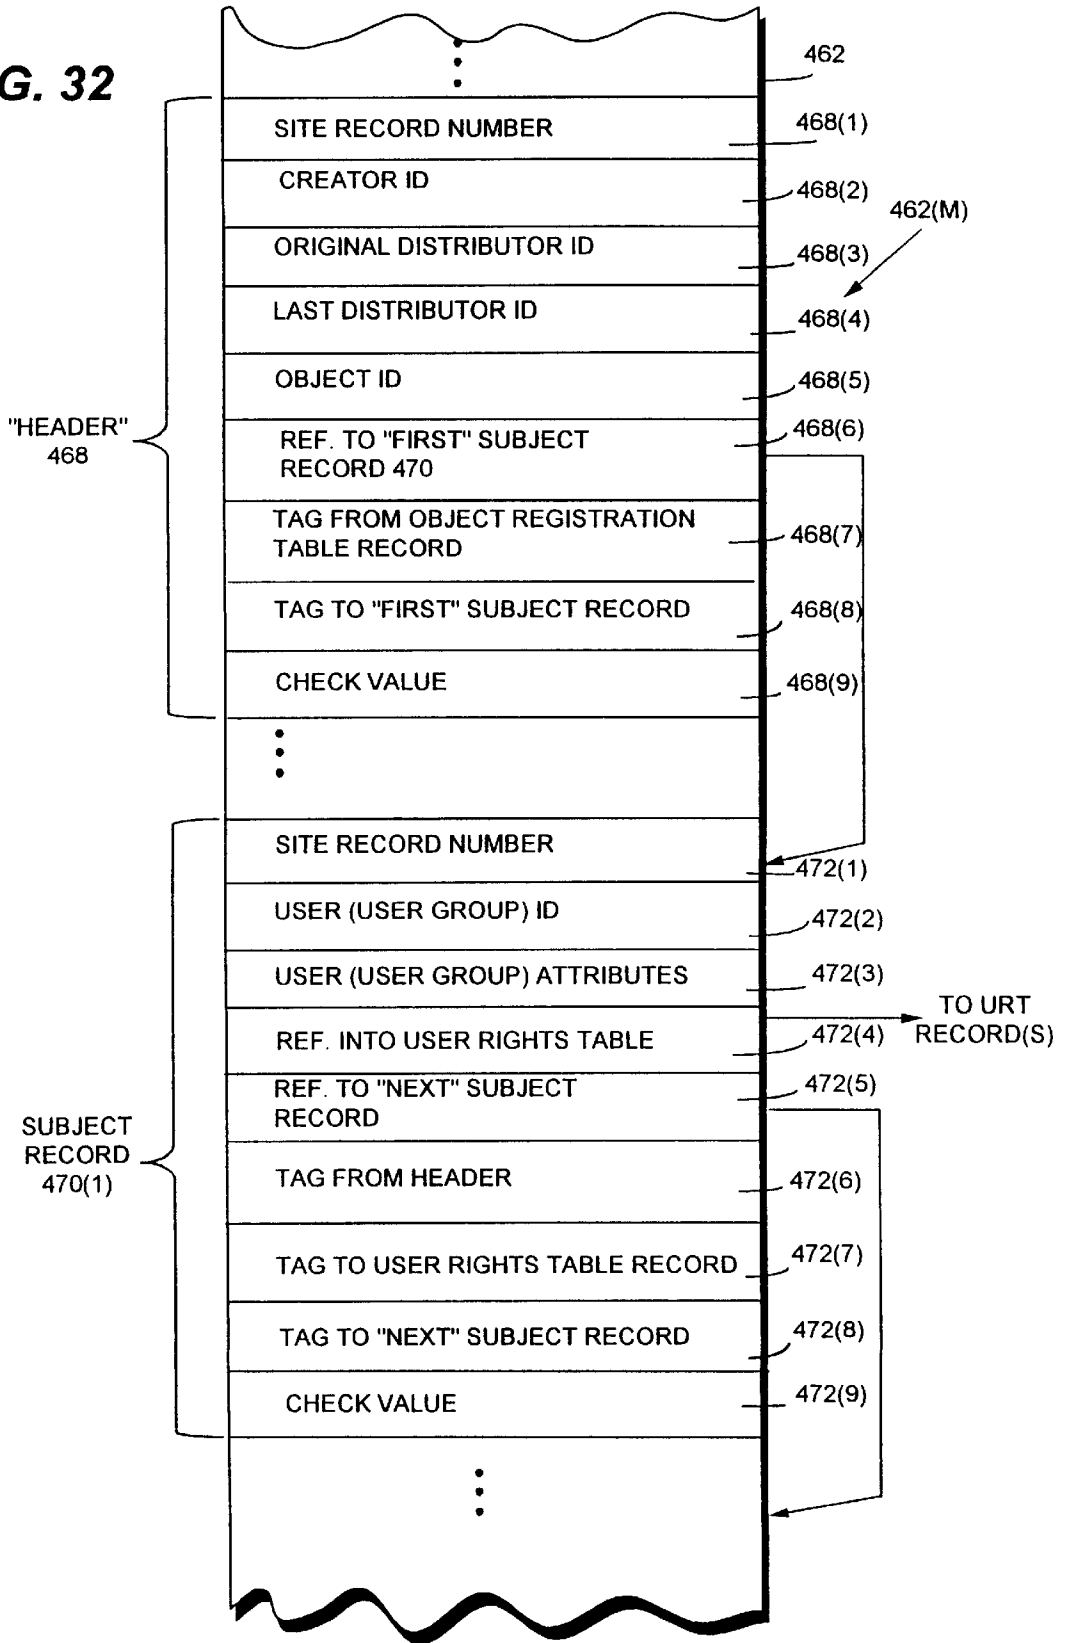 G. 32
462
SITE RECORD NUMBER
468(1)
CREATOR ID
468(2)
462(M)
ORIGINAL DISTRIBUTOR ID
468(3)
LAST DISTRIBUTOR ID
468(4)
OBJECT ID
468(5)
"HEADER"
468
REF. TO "FIRST" SUBJECT
RECORD 470
468(6)
TAG FROM OBJECT REGISTRATION
TABLE RECORD
468(7)
TAG TO "FIRST" SUBJECT RECORD
468(8)
CHECK VALUE
468(9)
SITE RECORD NUMBER
472(1)
USER (USER GROUP) ID
472(2)
USER (USER GROUP) ATTRIBUTES
472(3)
TO URT
RECORD(S)
REF. INTO USER RIGHTS TABLE
472(4)
REF. TO "NEXT" SUBJECT
RECORD
472(5)
SUBJECT
RECORD
470(1)
TAG FROM HEADER
472(6)
TAG TO USER RIGHTS TABLE RECORD
472(7)
TAG TO "NEXT" SUBJECT RECORD
472(8)
CHECK VALUE
472(9)